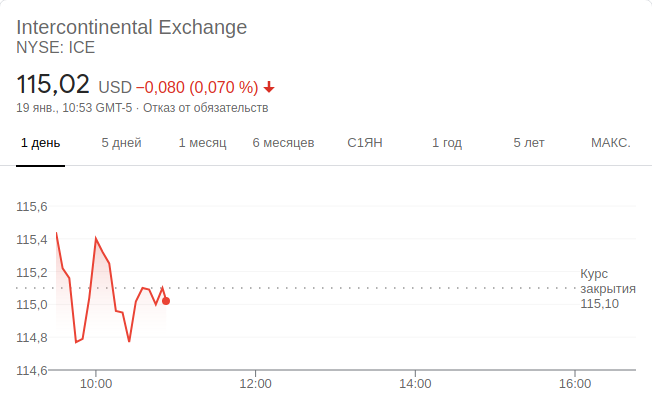 Intercontinental Exchange
NYSE: ICE
115,02 USD −0,080 (0,070 %)
19 янв., 10:53 GMT-5 · Отказ от обязательств
1 день 5 дней 1 месяц 6 месяцев С1ЯН 1 год 5 лет МАКС.
115,6
115,4
115,2
115,0
114,8
114,6
Курс
закрытия
115,10
10:00 12:00 14:00 16:00